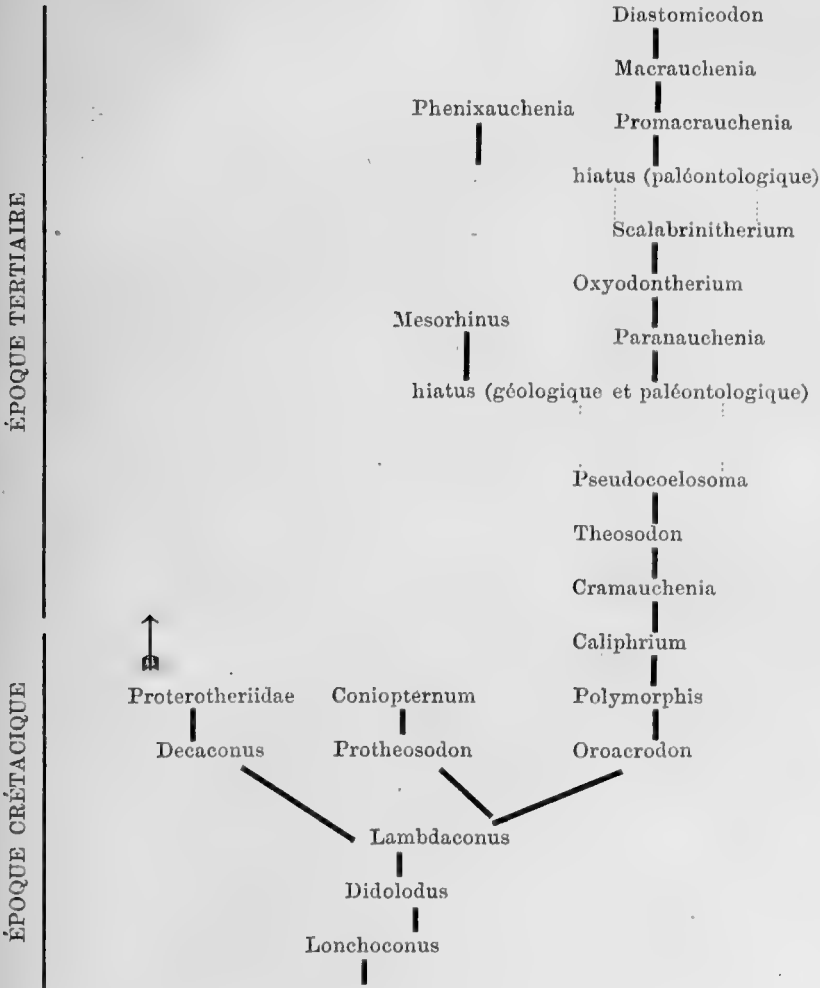 Diastomicodon
Macrauchenia
Phenixauchenia
Promacrauchenia
hiatus (paléontologique)
Scalabrinitherium
Oxyodontherium
Mesorhinus
Paranauchenia
hiatus (géologique et paléontologique)
Pseudocoelosoma
Theosodon
Cramauchenia
Caliphrium
Proterotheriidae Coniopternum Polymorphis
Decaconus Protheosodon Oroacrodon
Lambdaconus
Didolodus
Lonchoconus
ÉPOQUE TERTIAIRE
ÉPOQUE CRÉTACIQUE